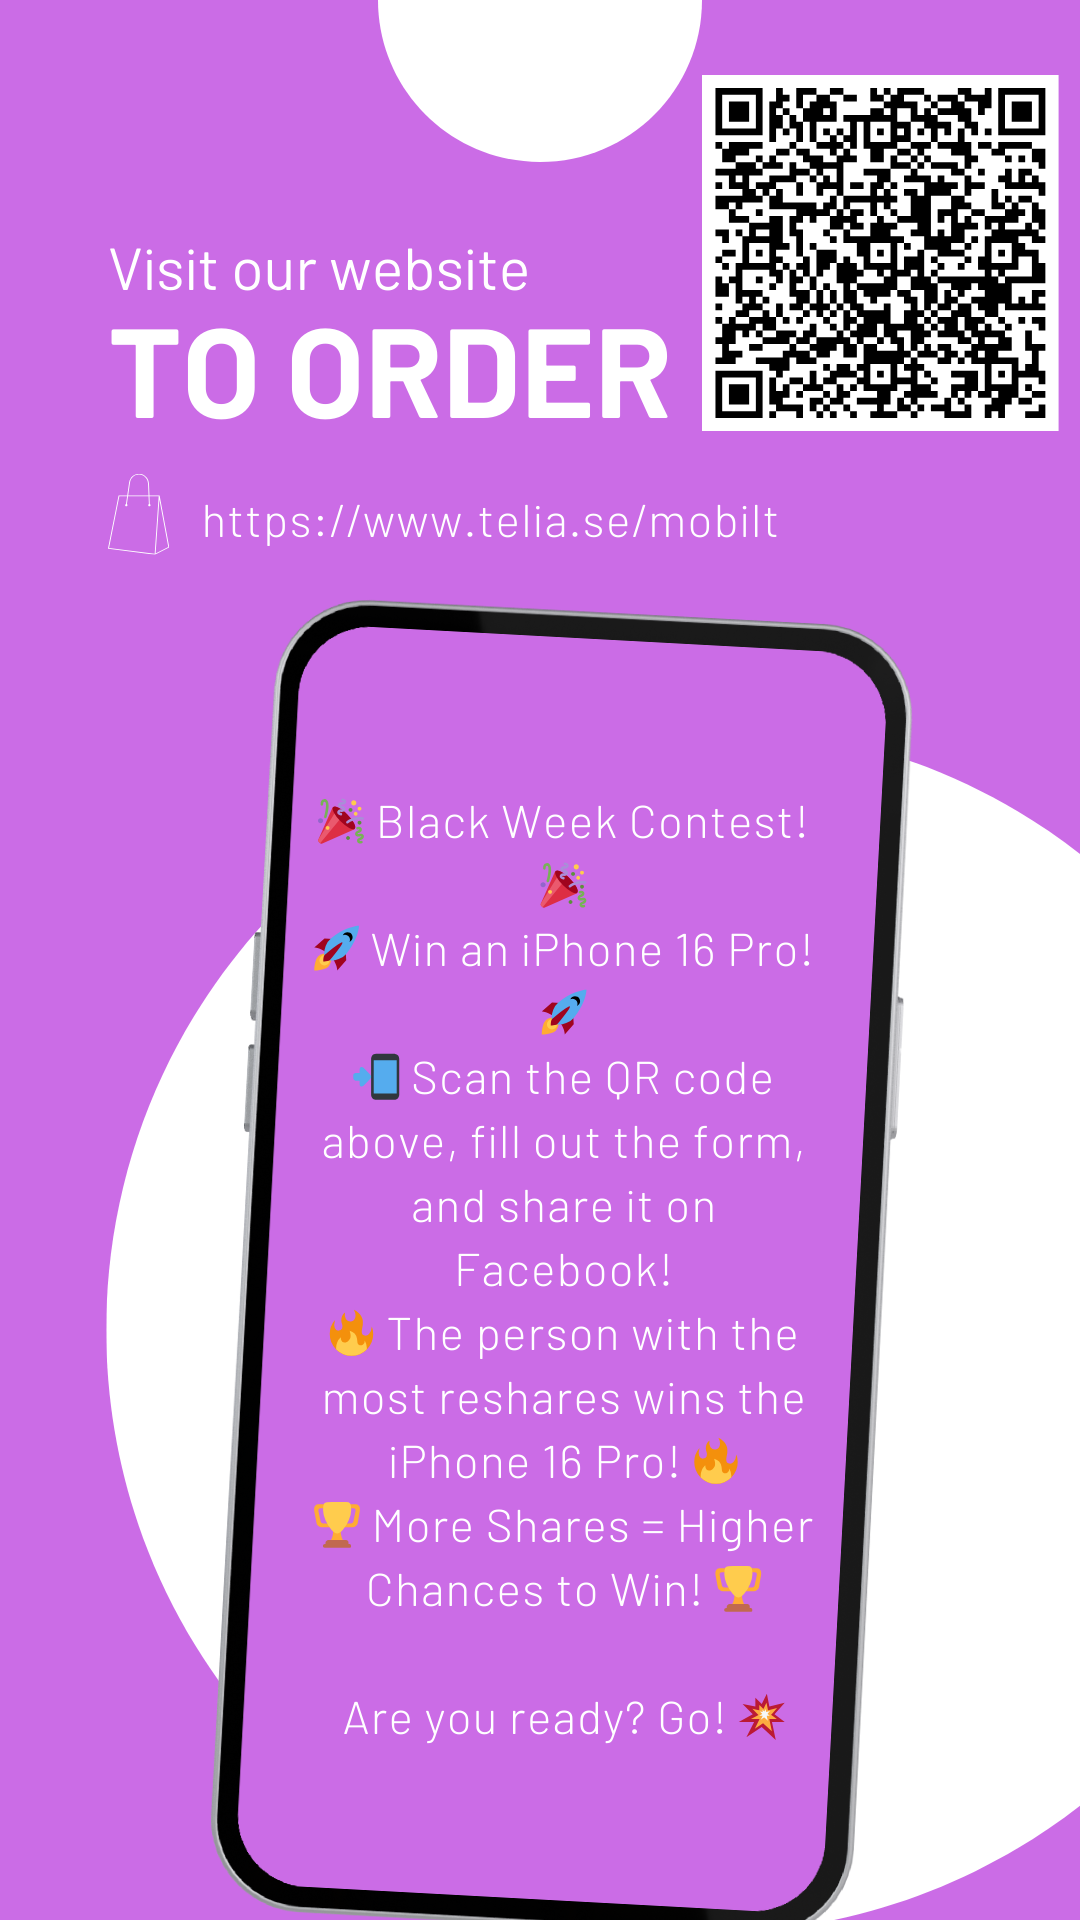 Visit our website
TO ORDER
https://www.telia.se/mobilt
🎉 Black Week Contest!
🎉
🚀 Win an iPhone 16 Pro!
🚀
📲 Scan the QR code
above, fill out the form,
and share it on
Facebook!
🔥 The person with the
most reshares wins the
iPhone 16 Pro! 🔥
🏆 More Shares = Higher
Chances to Win! 🏆
Are you ready? Go! 💥